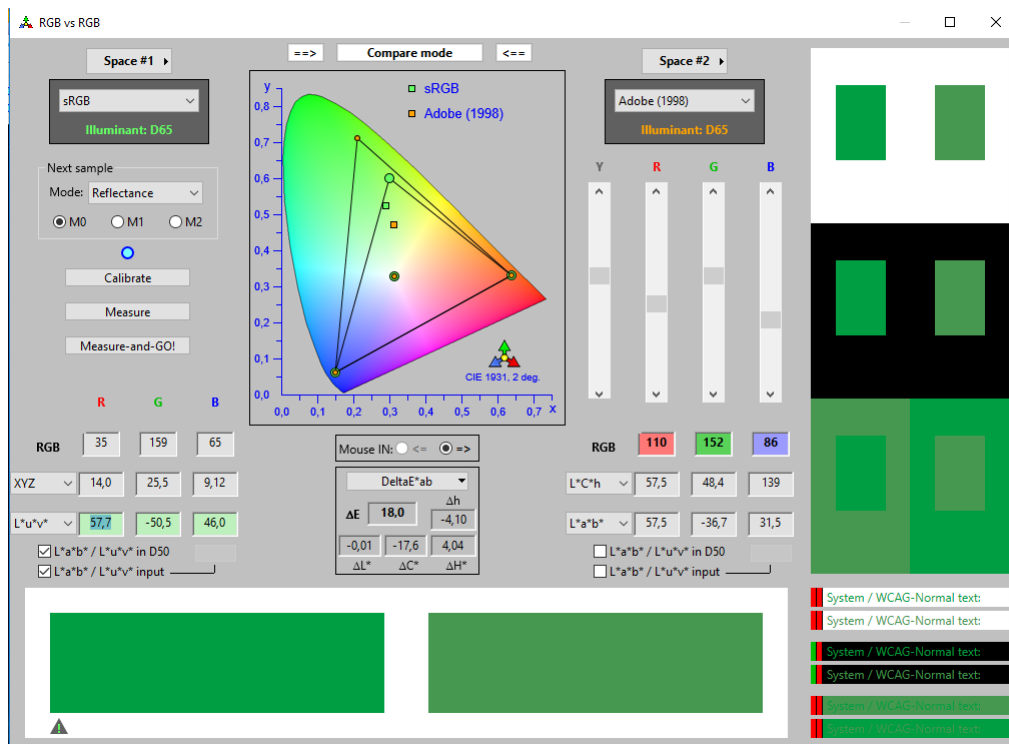 RGB vs RGB
Space #1
==>
Compare mode
<==
Space #2
sRGB
Illuminant: D65
Adobe (1998)
Illuminant: D65
y
sRGB
Adobe (1998)
0,8
0,7
0,6
0,5
0,4
0,3
0,2
0,1
0,0
0,0 0,1 0,2 0,3 0,4 0,5 0,6 0,7 x
CIE 1931, 2 deg.
Next sample
Mode: Reflectance
M0 M1 M2
Calibrate
Measure
Measure-and-GO!
Y R G B
R G B
RGB 35 159 65
XYZ 14,0 25,5 9,12
L*u*v* 57,7 -50,5 46,0
L*a*b* / L*u*v* in D50
L*a*b* / L*u*v* input
Mouse IN: <= =>
DeltaE*ab
ΔE 18,0
Δh
-4,10
-0,01 -17,6 4,04
ΔL* ΔC* ΔH*
RGB 110 152 86
L*C*h 57,5 48,4 139
L*a*b* 57,5 -36,7 31,5
L*a*b* / L*u*v* in D50
L*a*b* / L*u*v* input
System / WCAG-Normal text:
System / WCAG-Normal text:
System / WCAG-Normal text:
System / WCAG-Normal text:
System / WCAG-Normal text:
System / WCAG-Normal text: